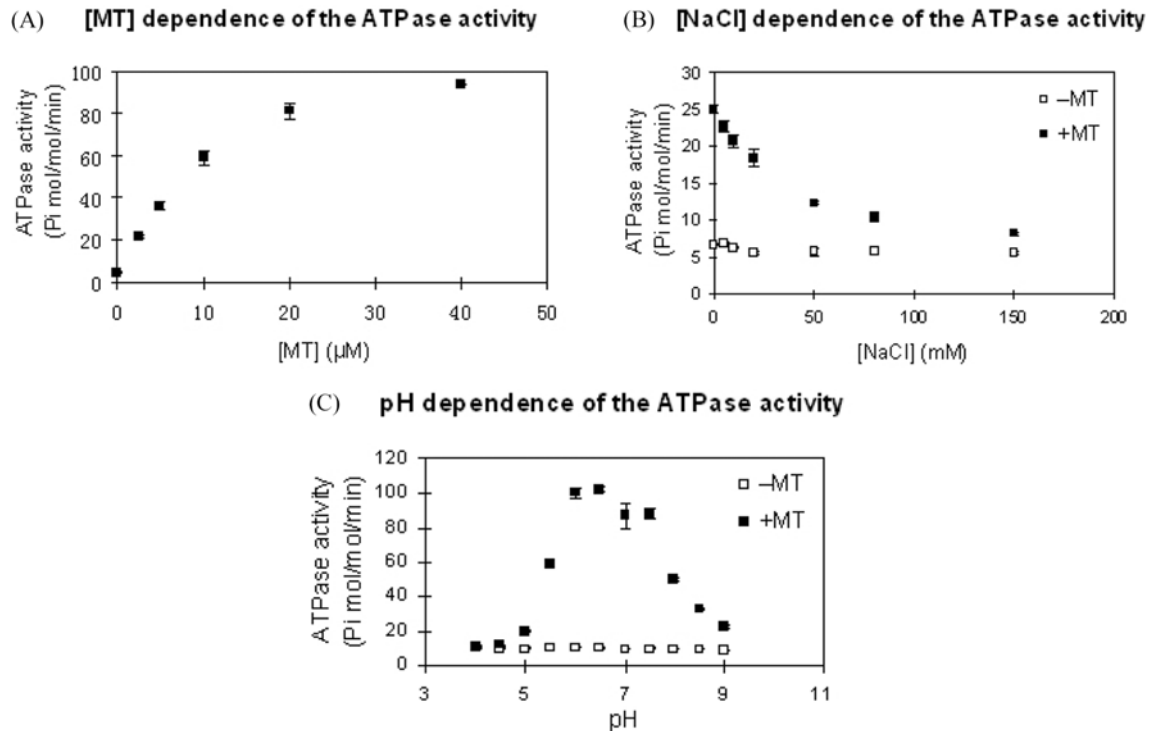 (A) [MT] dependence of the ATPase activity
ATPase activity
(Pi mol/mol/min)
100
80
60
40
20
0
0 10 20 30 40 50
[MT] (µM)
(B) [NaCl] dependence of the ATPase activity
ATPase activity
(Pi mol/mol/min)
30
25
20
15
10
5
0
0 50 100 150 200
[NaCl] (mM)
–MT
+MT
(C) pH dependence of the ATPase activity
ATPase activity
(Pi mol/mol/min)
120
100
80
60
40
20
0
3 5 7 9 11
pH
–MT
+MT